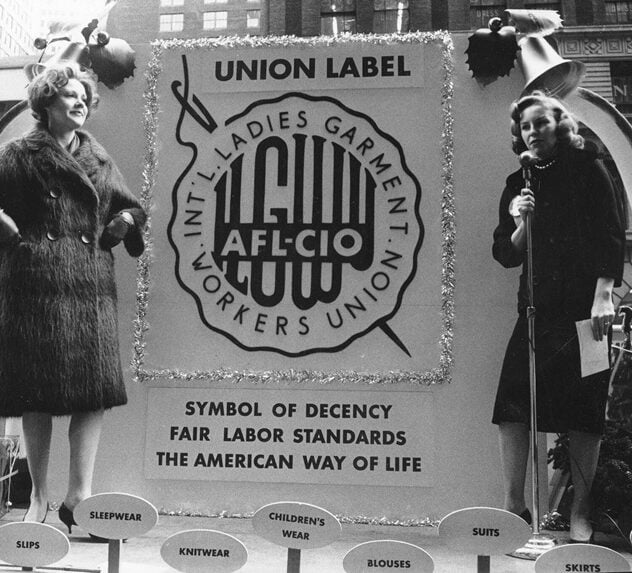 UNION LABEL
INT'L. LADIES GARMENT
WORKERS UNION
ILGWU
AFL-CIO
SYMBOL OF DECENCY
FAIR LABOR STANDARDS
THE AMERICAN WAY OF LIFE
SLIPS
SLEEPWEAR
KNITWEAR
CHILDREN'S
WEAR
BLOUSES
SUITS
SKIRTS